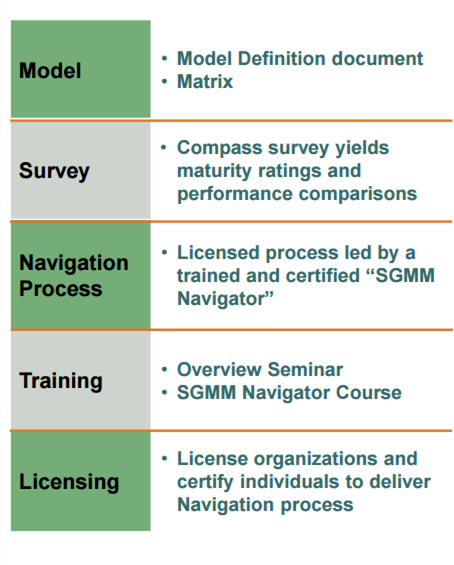 Model
• Model Definition document
• Matrix
Survey
• Compass survey yields
maturity ratings and
performance comparisons
Navigation
Process
• Licensed process led by a
trained and certified “SGMM
Navigator”
Training
• Overview Seminar
• SGMM Navigator Course
Licensing
• License organizations and
certify individuals to deliver
Navigation process